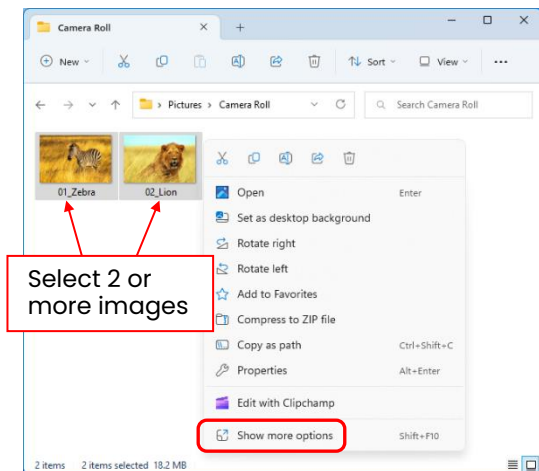 Camera Roll
New
Sort
View
Pictures
Camera Roll
Search Camera Roll
01_Zebra
02_Lion
Open Enter
Set as desktop background
Rotate right
Rotate left
Add to Favorites
Compress to ZIP file
Copy as path Ctrl+Shift+C
Properties Alt+Enter
Edit with Clipchamp
Show more options Shift+F10
Select 2 or
more images
2 items 2 items selected 18.2 MB